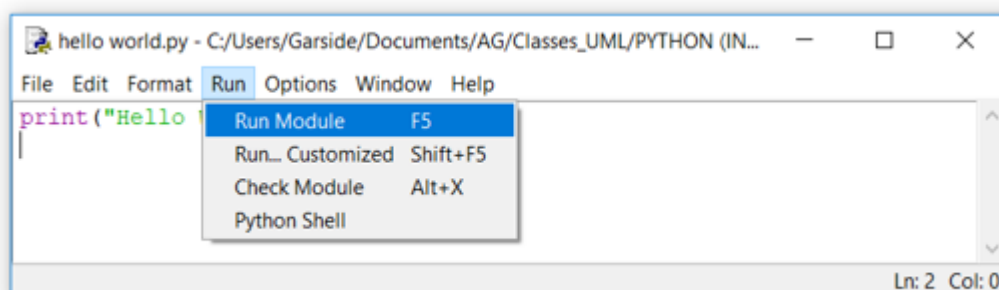 hello world.py - C:/Users/Garside/Documents/AG/Classes_UML/PYTHON (IN...
File Edit Format Run Options Window Help
print("Hello
Run Module F5
Run... Customized Shift+F5
Check Module Alt+X
Python Shell
Ln: 2 Col: 0